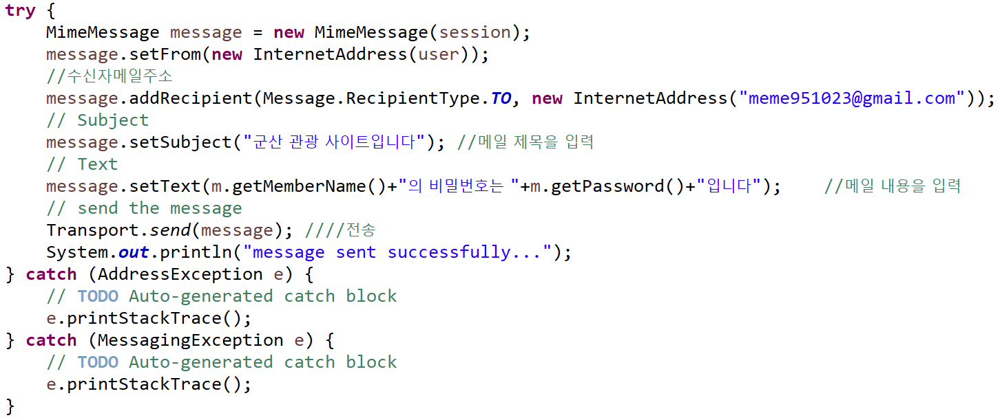 try {
    MimeMessage message = new MimeMessage(session);
    message.setFrom(new InternetAddress(user));
    //수신자메일주소
    message.addRecipient(Message.RecipientType.TO, new InternetAddress("meme951023@gmail.com"));
    // Subject
    message.setSubject("군산 관광 사이트입니다"); //메일 제목을 입력
    // Text
    message.setText(m.getMemberName()+"의 비밀번호는 "+m.getPassword()+"입니다");    //메일 내용을 입력
    // send the message
    Transport.send(message); ////전송
    System.out.println("message sent successfully...");
} catch (AddressException e) {
    // TODO Auto-generated catch block
    e.printStackTrace();
} catch (MessagingException e) {
    // TODO Auto-generated catch block
    e.printStackTrace();
}